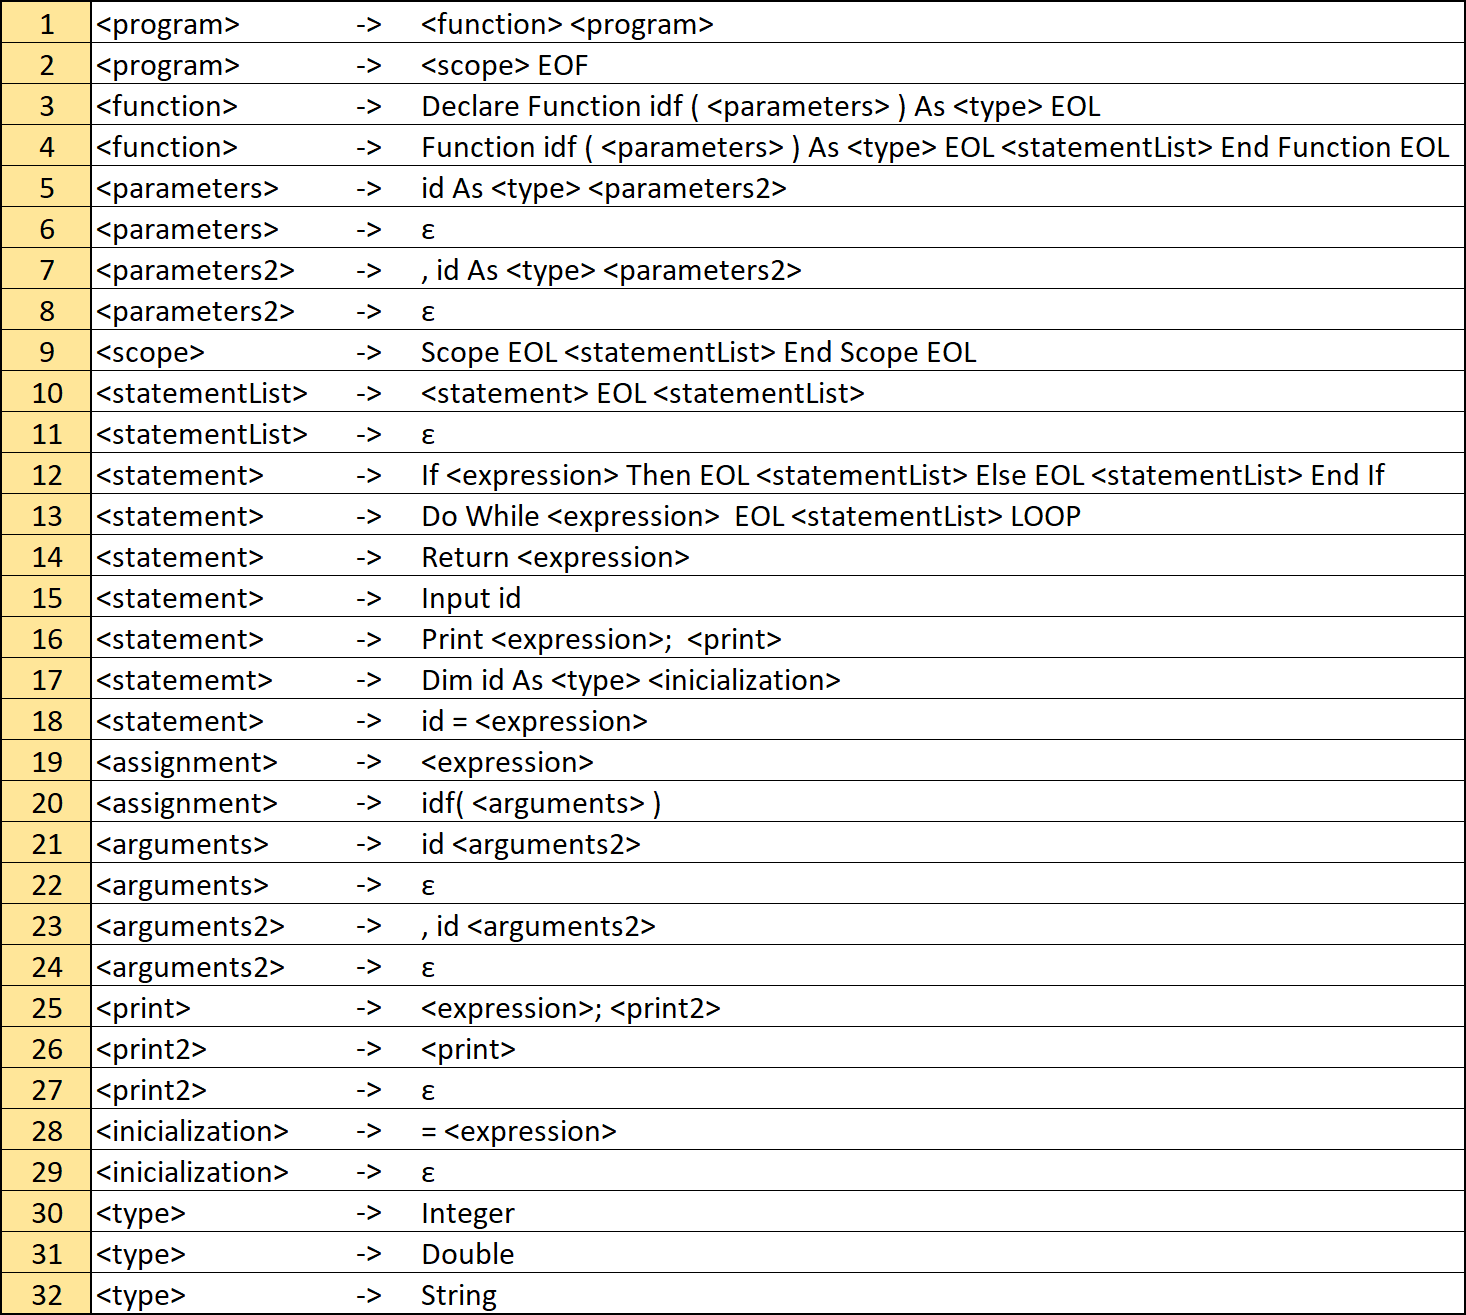 1 <program> -> <function> <program>
2 <program> -> <scope> EOF
3 <function> -> Declare Function idf ( <parameters> ) As <type> EOL
4 <function> -> Function idf ( <parameters> ) As <type> EOL <statementList> End Function EOL
5 <parameters> -> id As <type> <parameters2>
6 <parameters> -> ε
7 <parameters2> -> , id As <type> <parameters2>
8 <parameters2> -> ε
9 <scope> -> Scope EOL <statementList> End Scope EOL
10 <statementList> -> <statement> EOL <statementList>
11 <statementList> -> ε
12 <statement> -> If <expression> Then EOL <statementList> Else EOL <statementList> End If
13 <statement> -> Do While <expression>  EOL <statementList> LOOP
14 <statement> -> Return <expression>
15 <statement> -> Input id
16 <statement> -> Print <expression>;  <print>
17 <statememt> -> Dim id As <type> <inicialization>
18 <statement> -> id = <expression>
19 <assignment> -> <expression>
20 <assignment> -> idf( <arguments> )
21 <arguments> -> id <arguments2>
22 <arguments> -> ε
23 <arguments2> -> , id <arguments2>
24 <arguments2> -> ε
25 <print> -> <expression>; <print2>
26 <print2> -> <print>
27 <print2> -> ε
28 <inicialization> -> = <expression>
29 <inicialization> -> ε
30 <type> -> Integer
31 <type> -> Double
32 <type> -> String